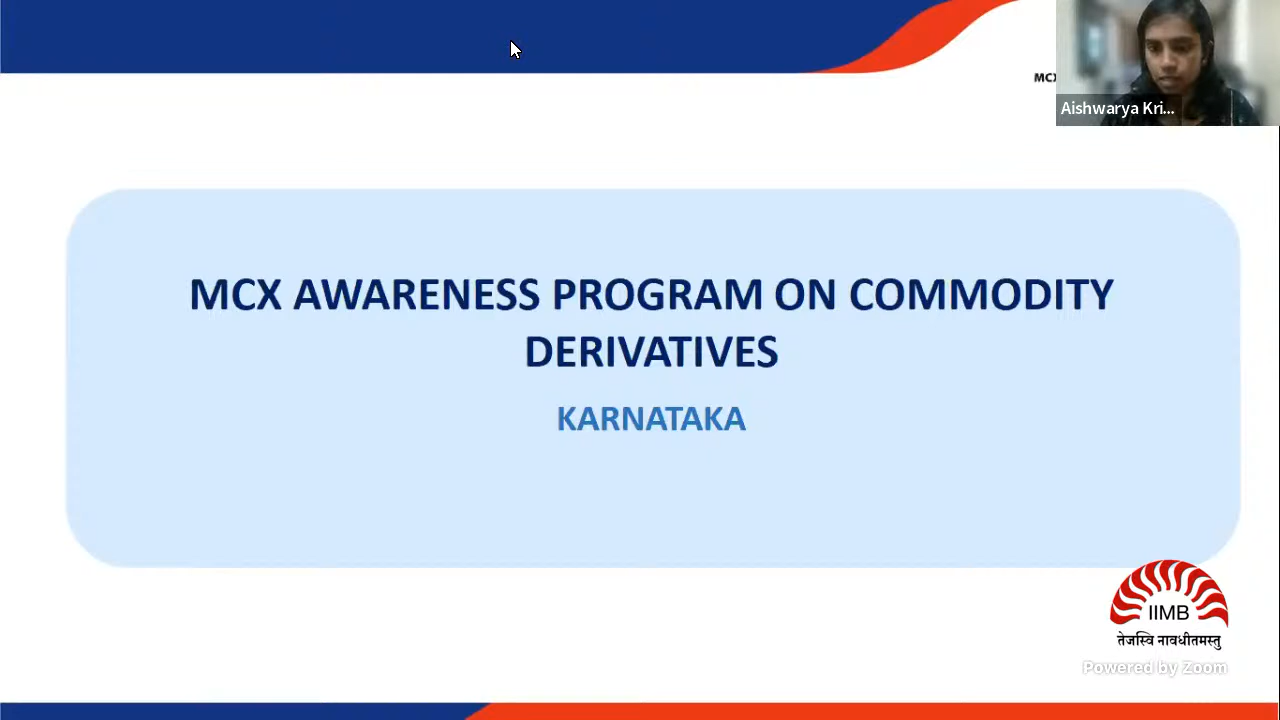 MCX
Aishwarya Kri...
MCX AWARENESS PROGRAM ON COMMODITY
DERIVATIVES
KARNATAKA
IIMB
तेजस्वि नावधीतमस्तु
Powered by Zoom